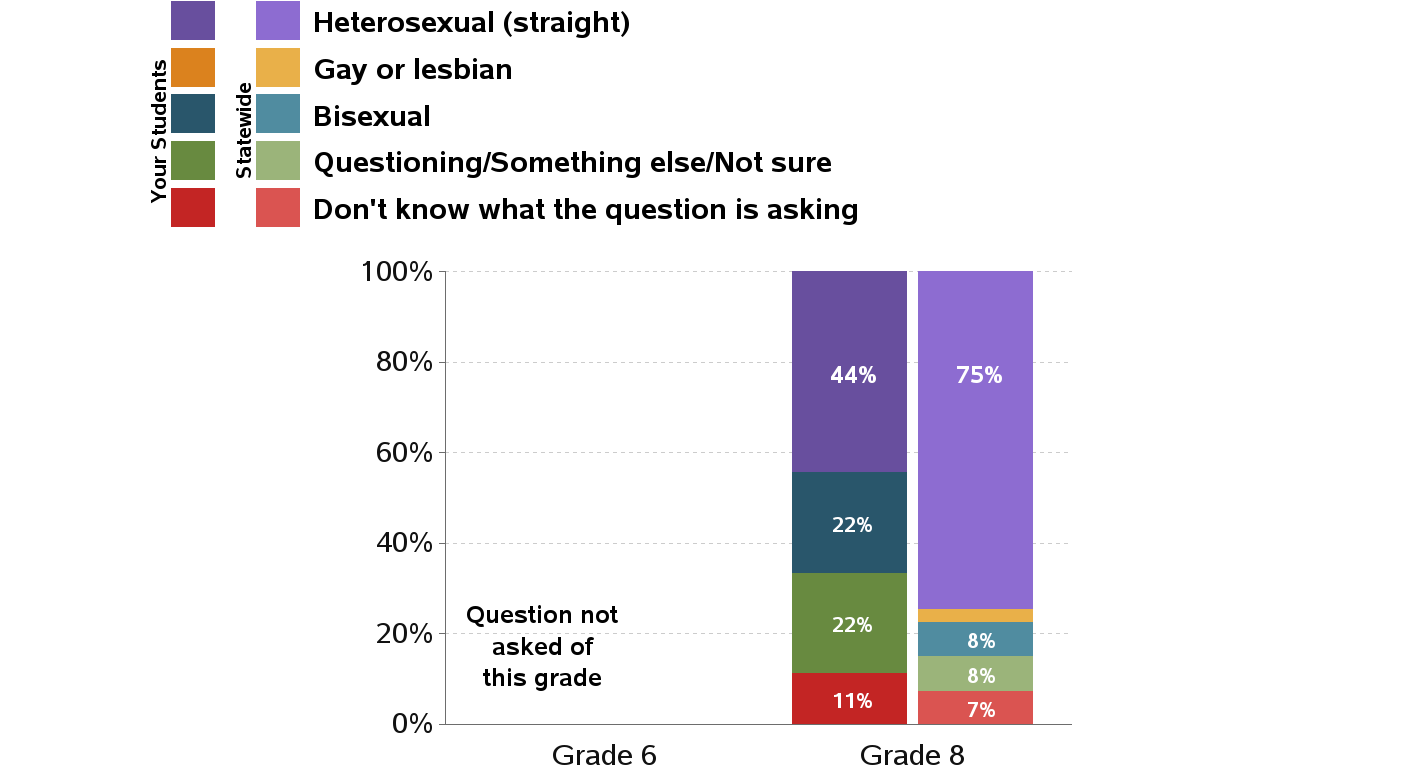 Your Students
Statewide
Heterosexual (straight)
Gay or lesbian
Bisexual
Questioning/Something else/Not sure
Don't know what the question is asking
100%
80%
60%
40%
20%
0%
44%
75%
22%
22%
8%
8%
11%
7%
Question not
asked of
this grade
Grade 6
Grade 8